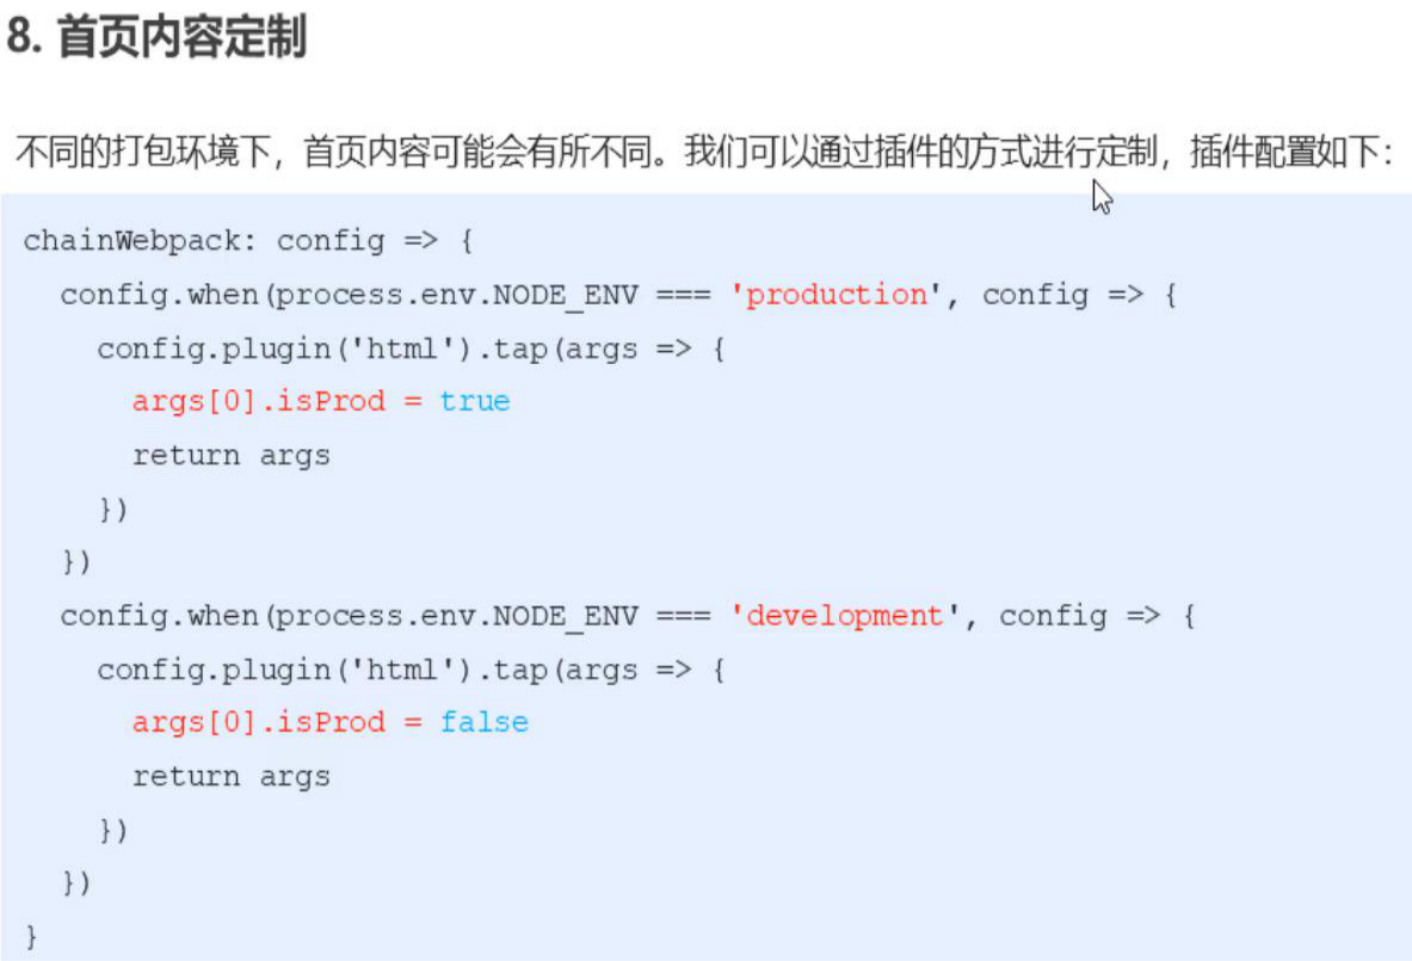 8. 首页内容定制
不同的打包环境下，首页内容可能会有所不同。我们可以通过插件的方式进行定制，插件配置如下：
chainWebpack: config => {
  config.when(process.env.NODE_ENV === 'production', config => {
    config.plugin('html').tap(args => {
      args[0].isProd = true
      return args
    })
  })
  config.when(process.env.NODE_ENV === 'development', config => {
    config.plugin('html').tap(args => {
      args[0].isProd = false
      return args
    })
  })
}